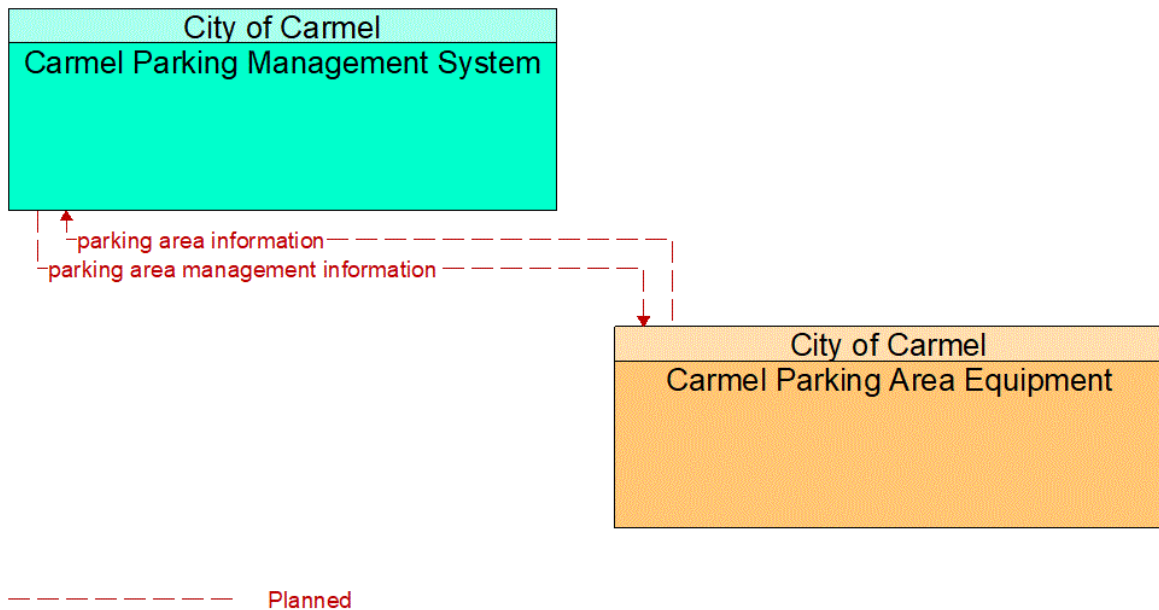 City of Carmel
Carmel Parking Management System
parking area information
parking area management information
City of Carmel
Carmel Parking Area Equipment
Planned